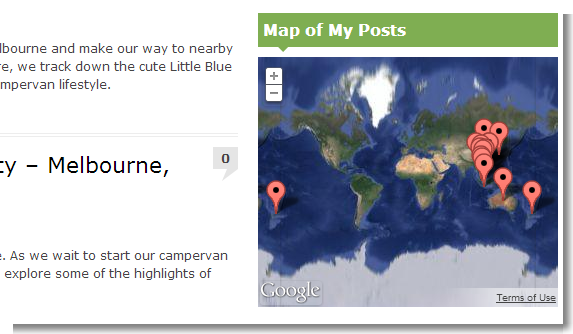 lbourne and make our way to nearby
re, we track down the cute Little Blue
mpervan lifestyle.
ty – Melbourne,
0
e. As we wait to start our campervan
explore some of the highlights of
Map of My Posts
+
−
Google
Terms of Use